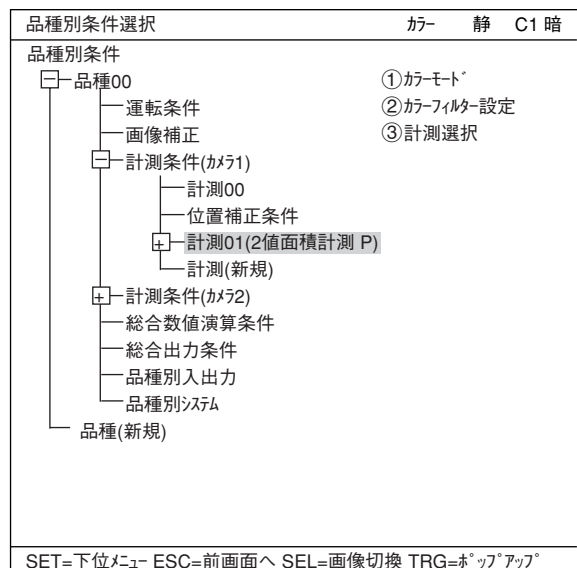 品種別条件選択 ｶﾗｰ 静 C1 暗
品種別条件
品種00 ①ｶﾗｰﾓｰﾄﾞ
運転条件 ②ｶﾗｰﾌｨﾙﾀｰ設定
画像補正 ③計測選択
計測条件(ｶﾒﾗ1)
計測00
位置補正条件
計測01(2値面積計測 P)
計測(新規)
計測条件(ｶﾒﾗ2)
総合数値演算条件
総合出力条件
品種別入出力
品種別ｼｽﾃﾑ
品種(新規)
SET=下位ﾒﾆｭｰ ESC=前画面へ SEL=画像切換 TRG=ﾎﾟｯﾌﾟｱｯﾌﾟ